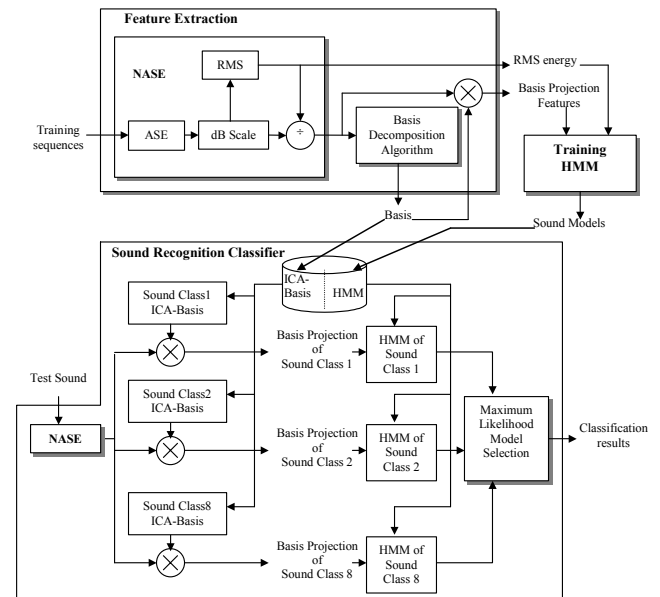 Feature Extraction
NASE
RMS
RMS energy
Basis Projection
Features
Training
sequences
ASE
dB Scale
÷
Basis
Decomposition
Algorithm
Training
HMM
Basis
Sound Models
Sound Recognition Classifier
ICA-
Basis
HMM
Sound Class1
ICA-Basis
Basis Projection
of
Sound Class 1
HMM of
Sound
Class 1
Test Sound
NASE
Sound Class2
ICA-Basis
Basis Projection
of
Sound Class 2
HMM of
Sound
Class 2
Maximum
Likelihood
Model
Selection
Classification
results
Sound Class8
ICA-Basis
Basis Projection
of
Sound Class 8
HMM of
Sound
Class 8